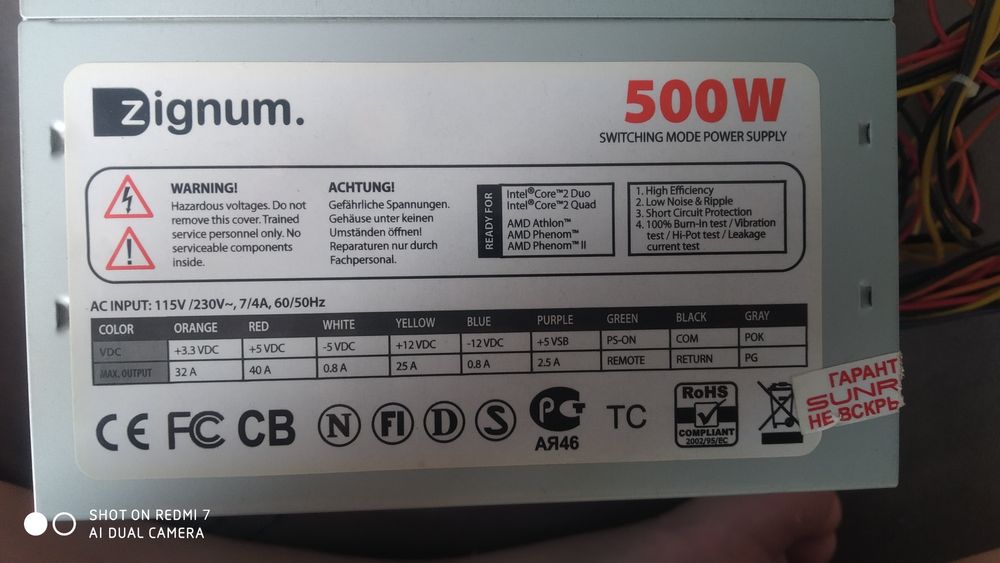 Zignum.
500W
SWITCHING MODE POWER SUPPLY
WARNING!
Hazardous voltages. Do not
remove this cover. Trained
service personnel only. No
serviceable components
inside.
ACHTUNG!
Gefährliche Spannungen.
Gehäuse unter keinen
Umständen öffnen!
Reparaturen nur durch
Fachpersonal.
READY FOR
Intel®Core™2 Duo
Intel®Core™2 Quad
AMD Athlon™
AMD Phenom™
AMD Phenom™ II
1. High Efficiency
2. Low Noise & Ripple
3. Short Circuit Protection
4. 100% Burn-In test / Vibration
test / Hi-Pot test / Leakage
current test
AC INPUT: 115V /230V~, 7/4A, 60/50Hz
COLOR ORANGE RED WHITE YELLOW BLUE PURPLE GREEN BLACK GRAY
VDC +3.3 VDC +5 VDC -5 VDC +12 VDC -12 VDC +5 VSB PS-ON COM POK
MAX. OUTPUT 32 A 40 A 0.8 A 25 A 0.8 A 2.5 A REMOTE RETURN PG
CE FC CB N FI D S РСТ TC
АЯ46
RoHS
COMPLIANT
2002/95/EC
ГАРАНТ
SUNR
НЕ ВСКРЬ
SHOT ON REDMI 7
AI DUAL CAMERA